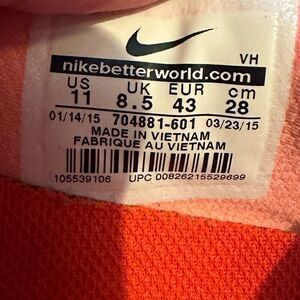 VH
nikebetterworld.com
US UK EUR cm
11 8.5 43 28
01/14/15 704881-601 03/23/15
MADE IN VIETNAM
FABRIQUE AU VIETNAM
105539106 UPC 00826215529699